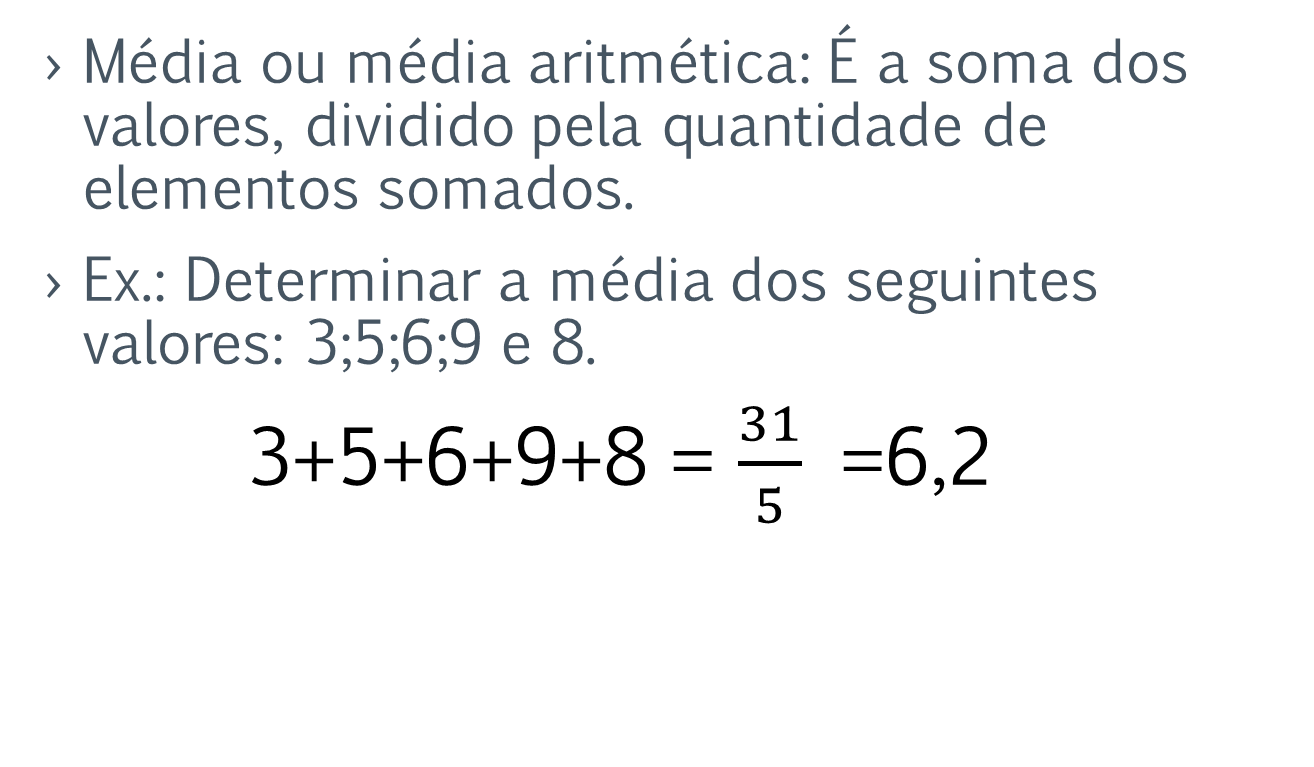 › Média ou média aritmética: É a soma dos
valores, dividido pela quantidade de
elementos somados.
› Ex.: Determinar a média dos seguintes
valores: 3;5;6;9 e 8.
3+5+6+9+8 = 31/5 =6,2